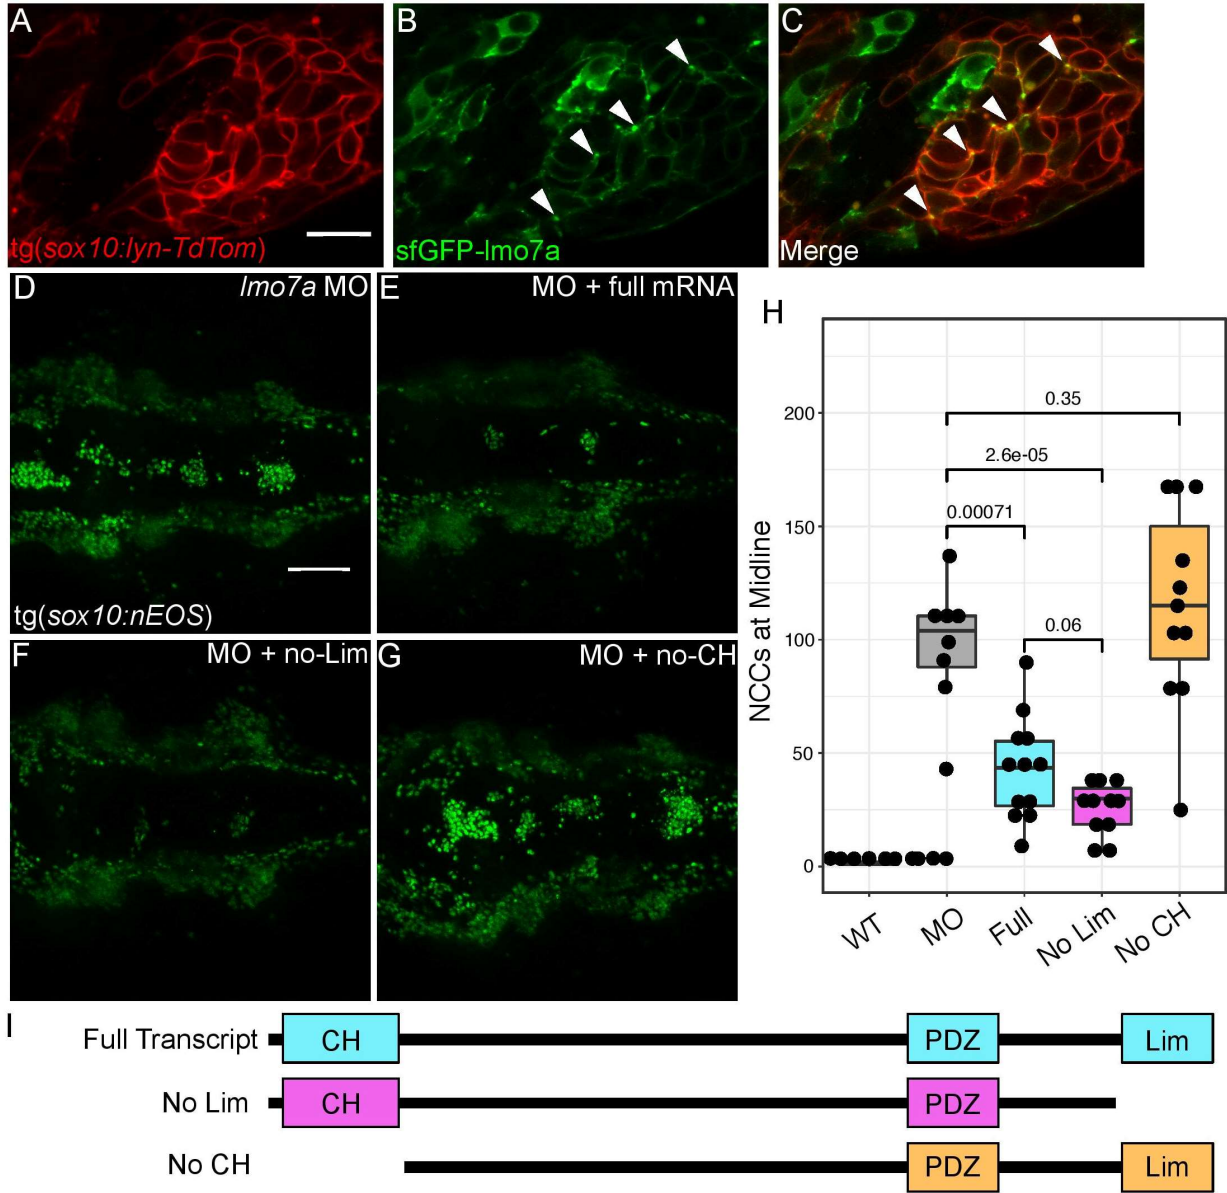 A
B
C
tg(sox10:lyn-TdTom)
sfGFP-lmo7a
Merge
D
lmo7a MO
E
MO + full mRNA
tg(sox10:nEOS)
F
MO + no-Lim
G
MO + no-CH
H
NCCs at Midline
200
150
100
50
0
0.35
2.6e-05
0.00071
0.06
WT
MO
Full
No Lim
No CH
I
Full Transcript
CH
PDZ
Lim
No Lim
CH
PDZ
No CH
PDZ
Lim